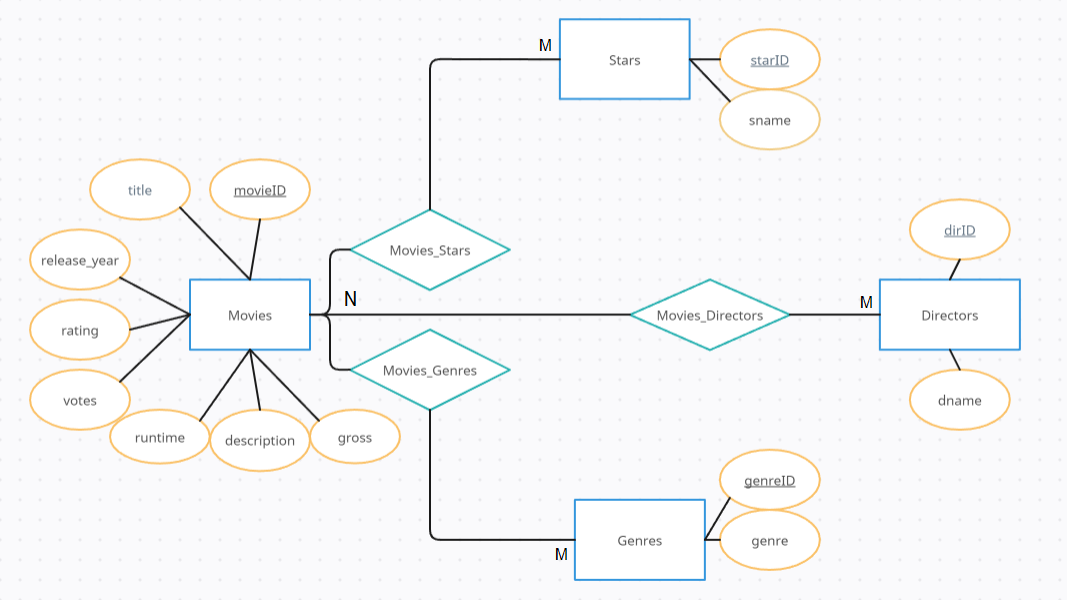 M
Stars
starID
sname
title
movieID
release_year
Movies_Stars
dirID
Movies
N
Movies_Directors
M
Directors
rating
Movies_Genres
votes
dname
runtime
description
gross
genreID
M
Genres
genre